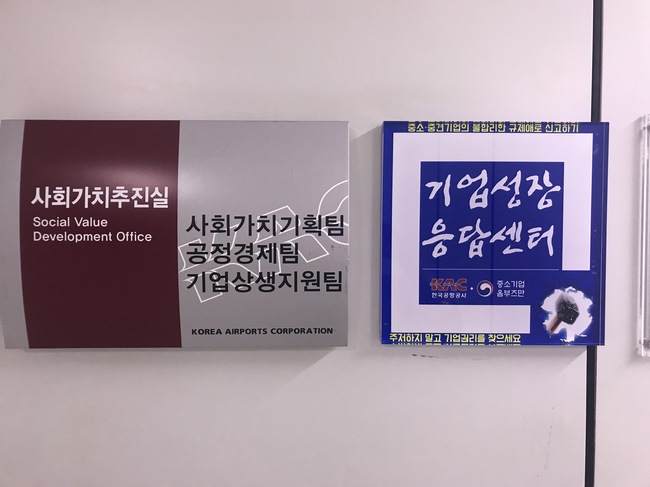 사회가치추진실
Social Value
Development Office
KAC
사회가치기획팀
공정경제팀
기업상생지원팀
KOREA AIRPORTS CORPORATION
중소·중견기업의 불합리한 규제애로 신고하기
기업성장
응답센터
KAC
한국공항공사
중소기업
옴부즈만
주저하지 말고 기업권리를 찾으세요